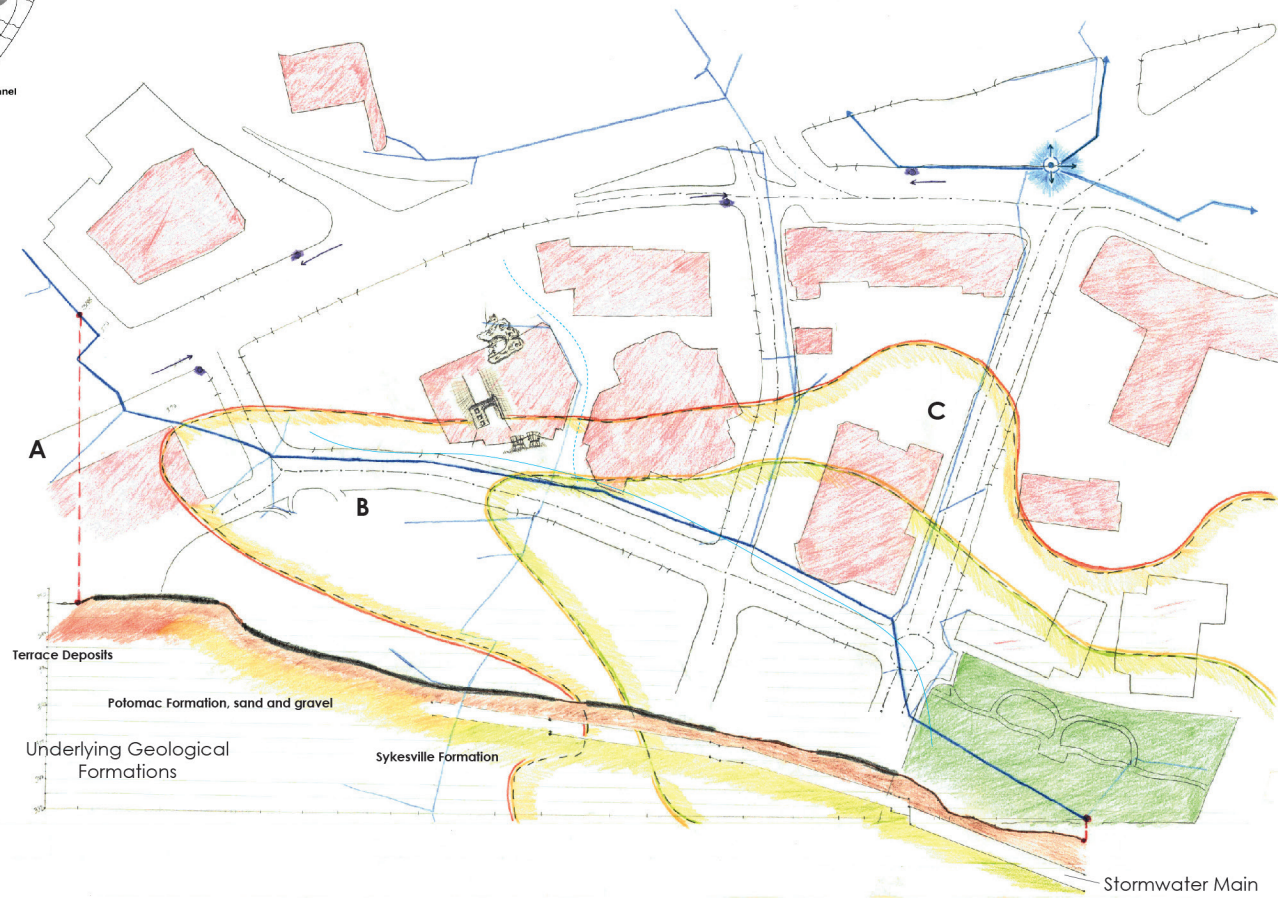 A
B
C
Terrace Deposits
Potomac Formation, sand and gravel
Underlying Geological
Formations
Sykesville Formation
Stormwater Main